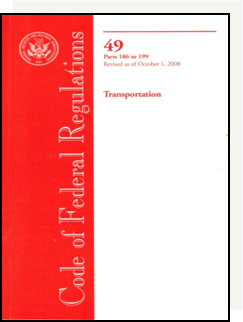 Code of Federal Regulations
49
Parts 186 to 199
Revised as of October 1, 2008
Transportation